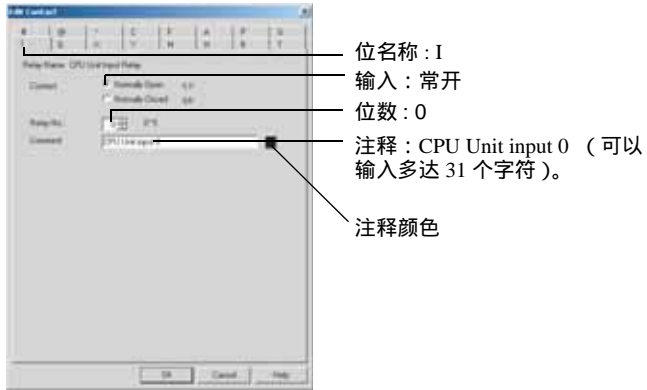 Edit Contact
Relay Name CPU Unit Input Relay
Contact
Normally Open
Normally Closed
Relay No.
Comment
CPU Unit input 0
OK Cancel Help
位名称 : I
输入：常开
位数：0
注释：CPU Unit input 0 （可以
输入多达 31 个字符）。
注释颜色